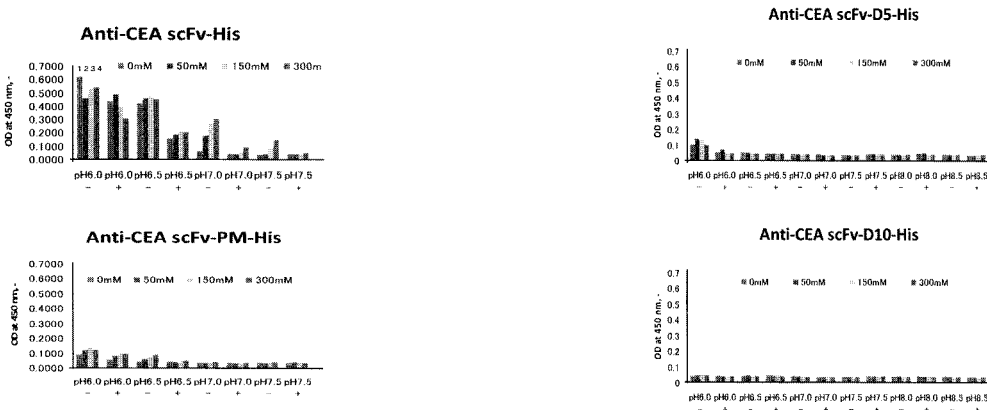 Anti-CEA scFv-His
1 2 3 4
0mM 50mM 150mM 300m
OD at 450 nm, -
0.7000
0.6000
0.5000
0.4000
0.3000
0.2000
0.1000
0.0000
pH6.0 pH6.0 pH6.5 pH6.5 pH7.0 pH7.0 pH7.5 pH7.5
− + − + − + − +
Anti-CEA scFv-D5-His
0mM 50mM 150mM 300mM
OD at 450 nm, -
0.7
0.6
0.5
0.4
0.3
0.2
0.1
0
pH6.0 pH6.0 pH6.5 pH6.5 pH7.0 pH7.0 pH7.5 pH7.5 pH8.0 pH8.0 pH8.5 pH8.5
− + − + − + − + − + − +
Anti-CEA scFv-PM-His
0mM 50mM 150mM 300mM
OD at 450 nm, -
0.7000
0.6000
0.5000
0.4000
0.3000
0.2000
0.1000
0.0000
pH6.0 pH6.0 pH6.5 pH6.5 pH7.0 pH7.0 pH7.5 pH7.5
− + − + − + − +
Anti-CEA scFv-D10-His
0mM 50mM 150mM 300mM
OD at 450 nm, -
0.7
0.6
0.5
0.4
0.3
0.2
0.1
0
pH6.0 pH6.0 pH6.5 pH6.5 pH7.0 pH7.0 pH7.5 pH7.5 pH8.0 pH8.0 pH8.5 pH8.5
− + − + − + − + − + − +